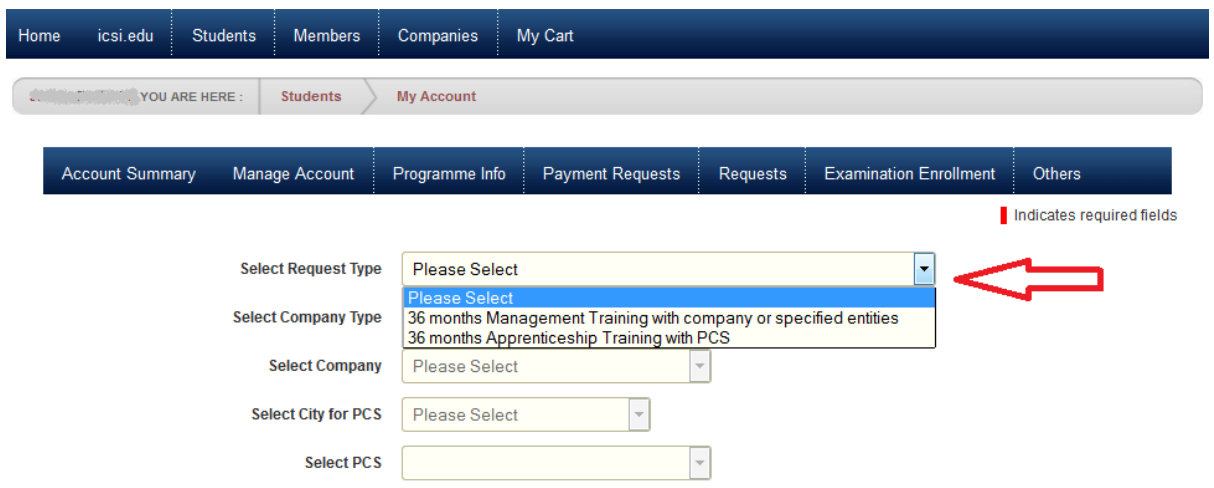 Home icsi.edu Students Members Companies My Cart
YOU ARE HERE : Students My Account
Account Summary Manage Account Programme Info Payment Requests Requests Examination Enrollment Others
Indicates required fields
Select Request Type Please Select
Please Select
Select Company Type 36 months Management Training with company or specified entities
36 months Apprenticeship Training with PCS
Select Company Please Select
Select City for PCS Please Select
Select PCS